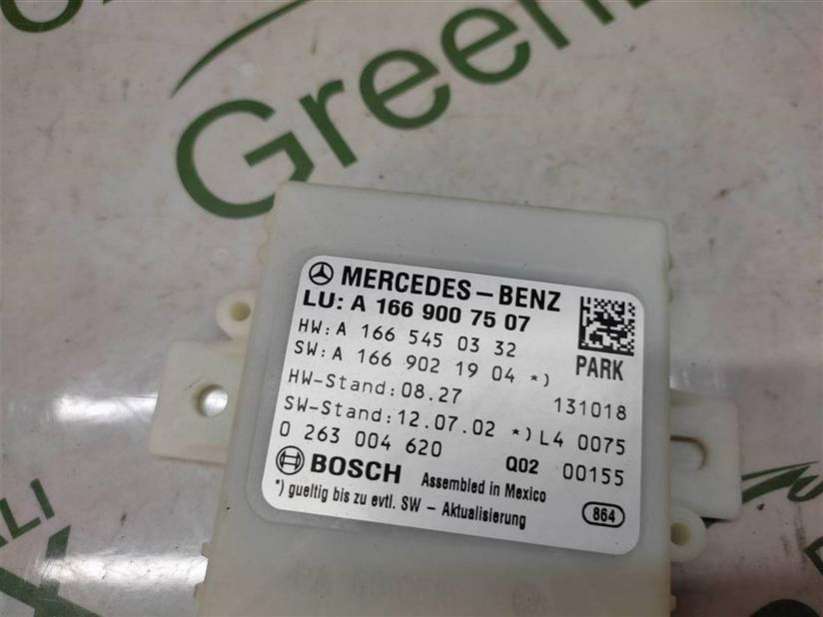 Green
MERCEDES-BENZ
LU: A 166 900 75 07
HW: A 166 545 03 32
SW: A 166 902 19 04 *)
PARK
HW-Stand: 08.27 131018
SW-Stand: 12.07.02 *) L4 0075
0 263 004 620 Q02 00155
BOSCH Assembled in Mexico
*) gueltig bis zu evtl. SW - Aktualisierung
864
ALI